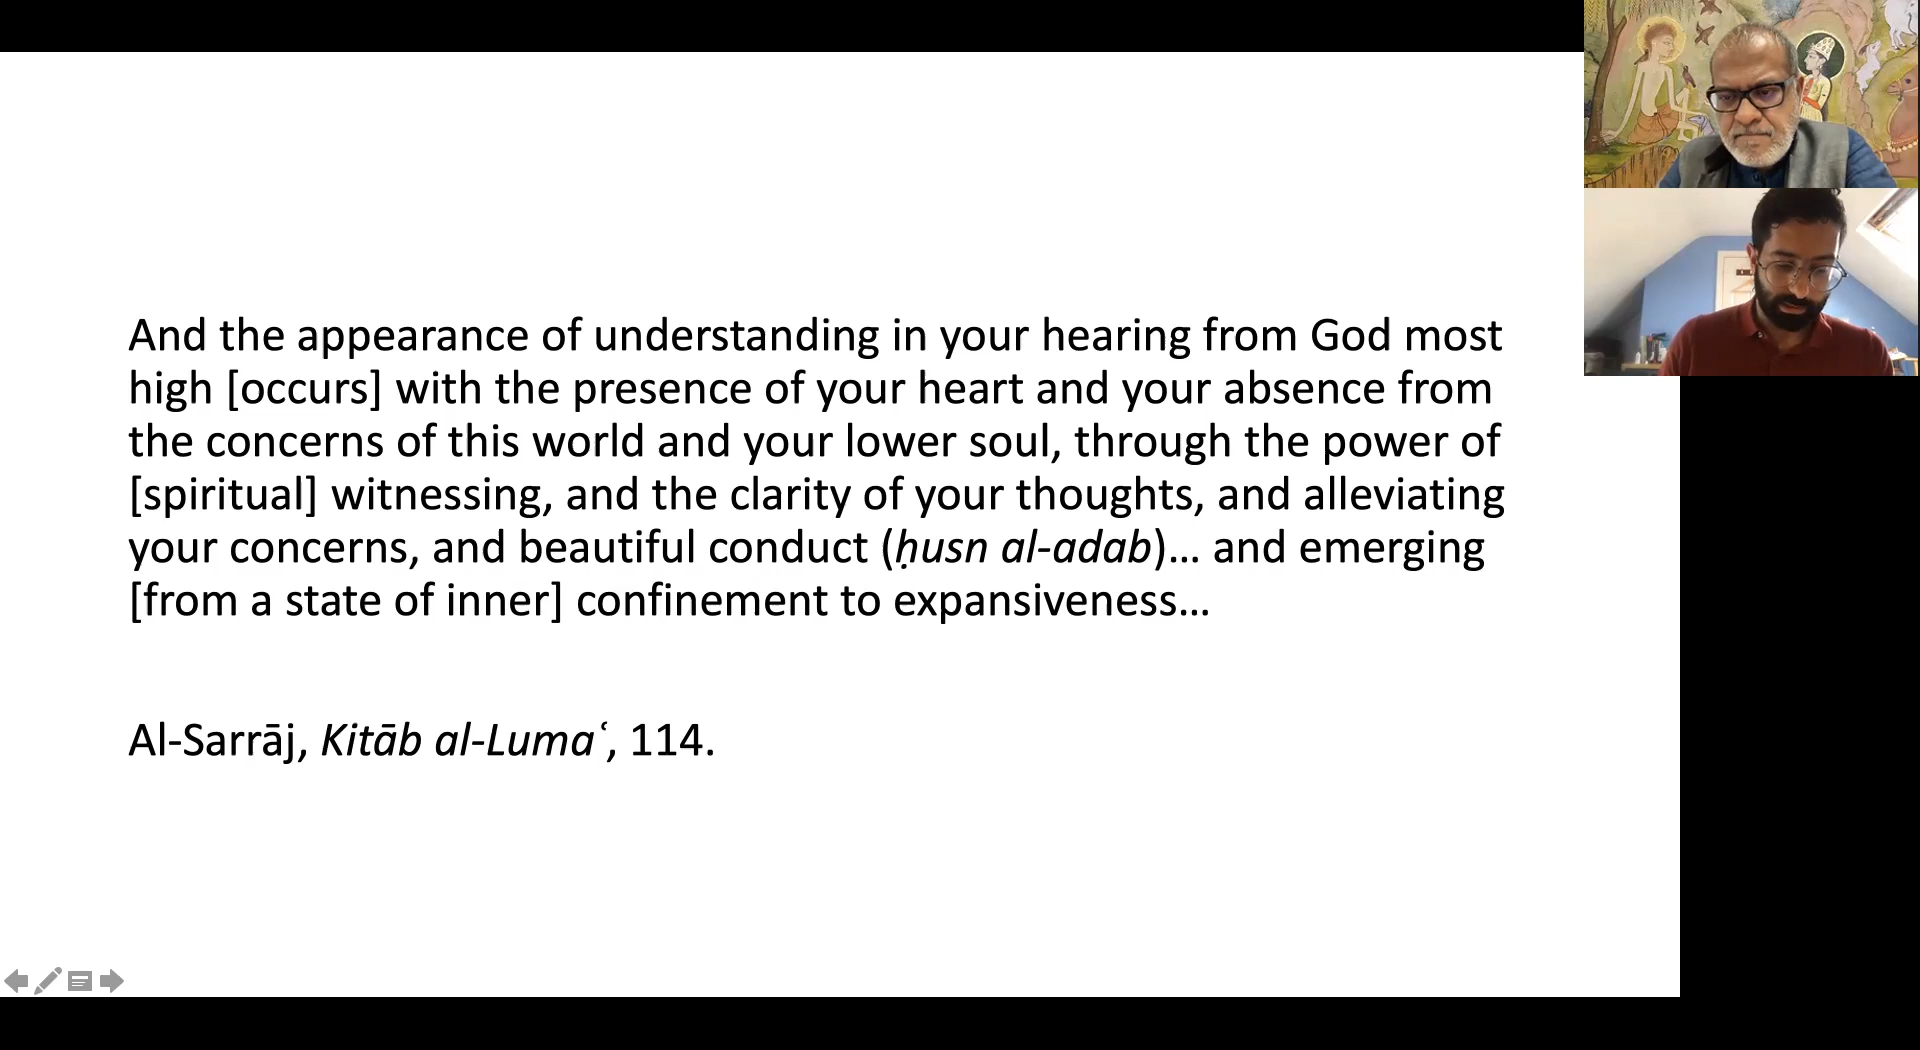 And the appearance of understanding in your hearing from God most
high [occurs] with the presence of your heart and your absence from
the concerns of this world and your lower soul, through the power of
[spiritual] witnessing, and the clarity of your thoughts, and alleviating
your concerns, and beautiful conduct (ḥusn al-adab)… and emerging
[from a state of inner] confinement to expansiveness…
Al-Sarrāj, Kitāb al-Lumaʿ, 114.